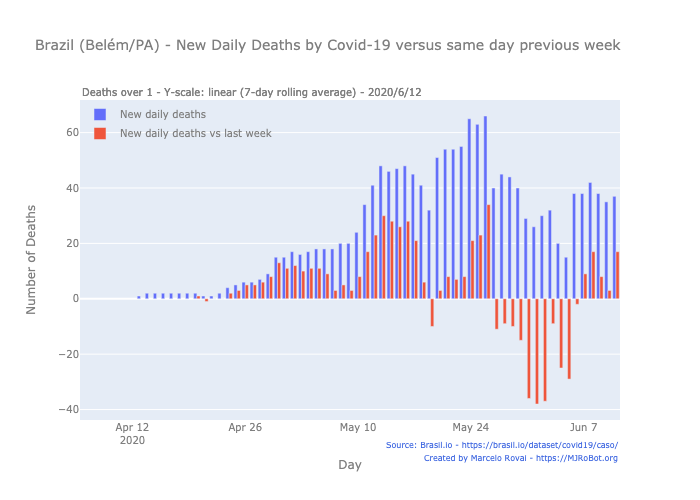 Brazil (Belém/PA) - New Daily Deaths by Covid-19 versus same day previous week
Deaths over 1 - Y-scale: linear (7-day rolling average) - 2020/6/12
New daily deaths
New daily deaths vs last week
60
40
20
0
−20
−40
Number of Deaths
Apr 12
2020
Apr 26
May 10
May 24
Jun 7
Day
Source: Brasil.io - https://brasil.io/dataset/covid19/caso/
Created by Marcelo Rovai - https://MJRoBot.org